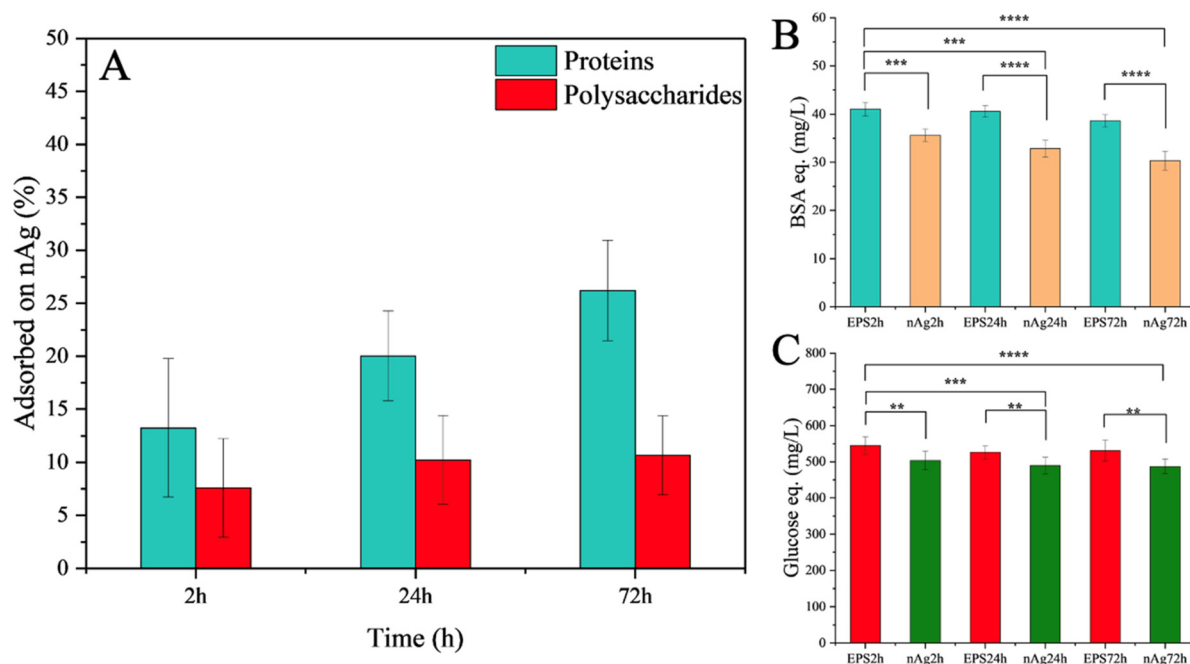 A
Proteins
Polysaccharides
Adsorbed on nAg (%)
50
45
40
35
30
25
20
15
10
5
0
2h 24h 72h
Time (h)
B
BSA eq. (mg/L)
60
50
40
30
20
10
0
****
***
*** **** ****
EPS2h nAg2h EPS24h nAg24h EPS72h nAg72h
C
Glucose eq. (mg/L)
800
700
600
500
400
300
200
100
0
****
***
** ** **
EPS2h nAg2h EPS24h nAg24h EPS72h nAg72h